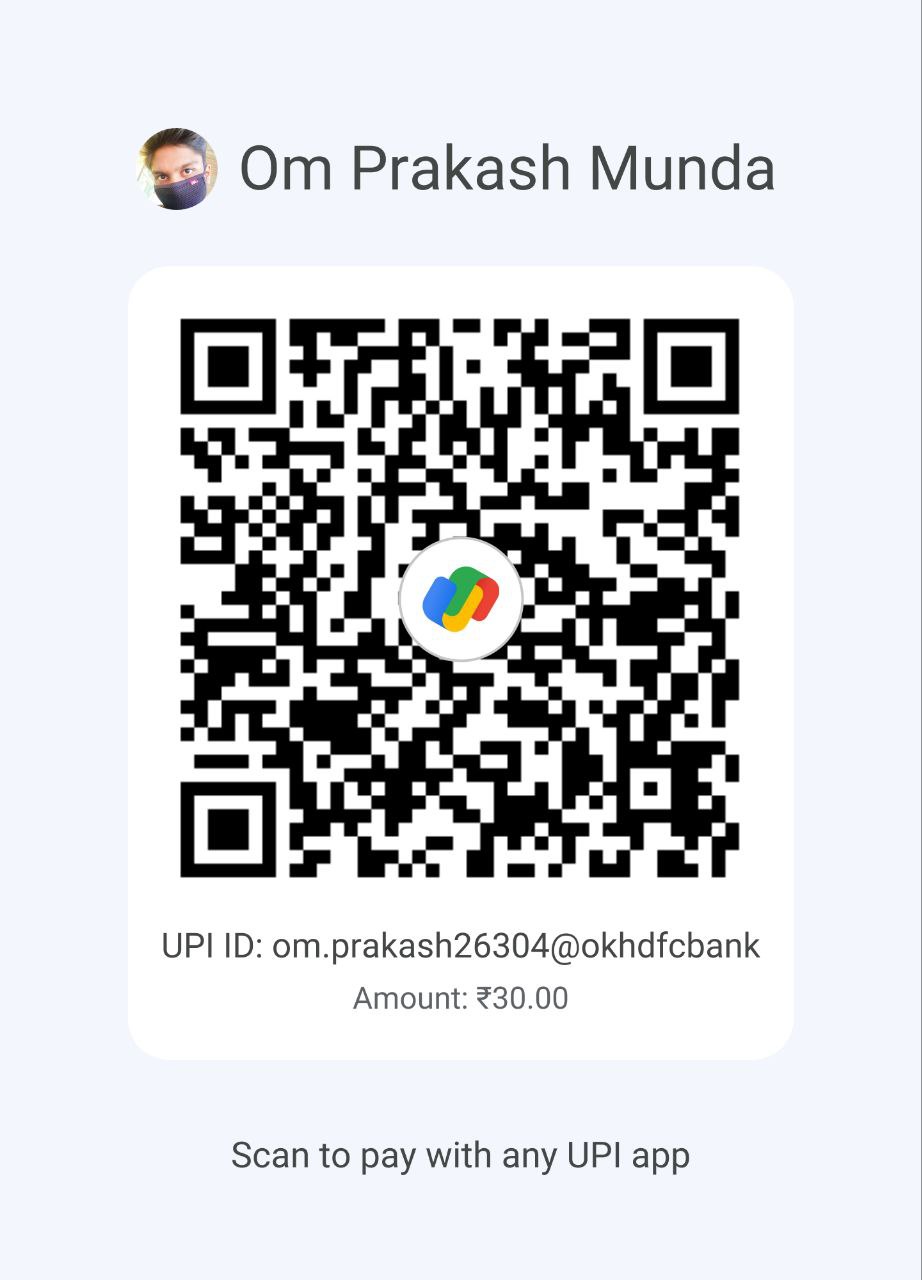 Om Prakash Munda
UPI ID: om.prakash26304@okhdfcbank
Amount: ₹30.00
Scan to pay with any UPI app